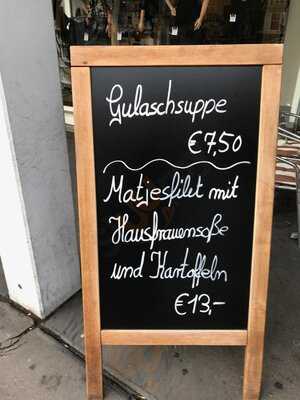 Gulaschsuppe
€7,50
Matjesfilet mit
Hausfrauensoße
und Kartoffeln
€13,-